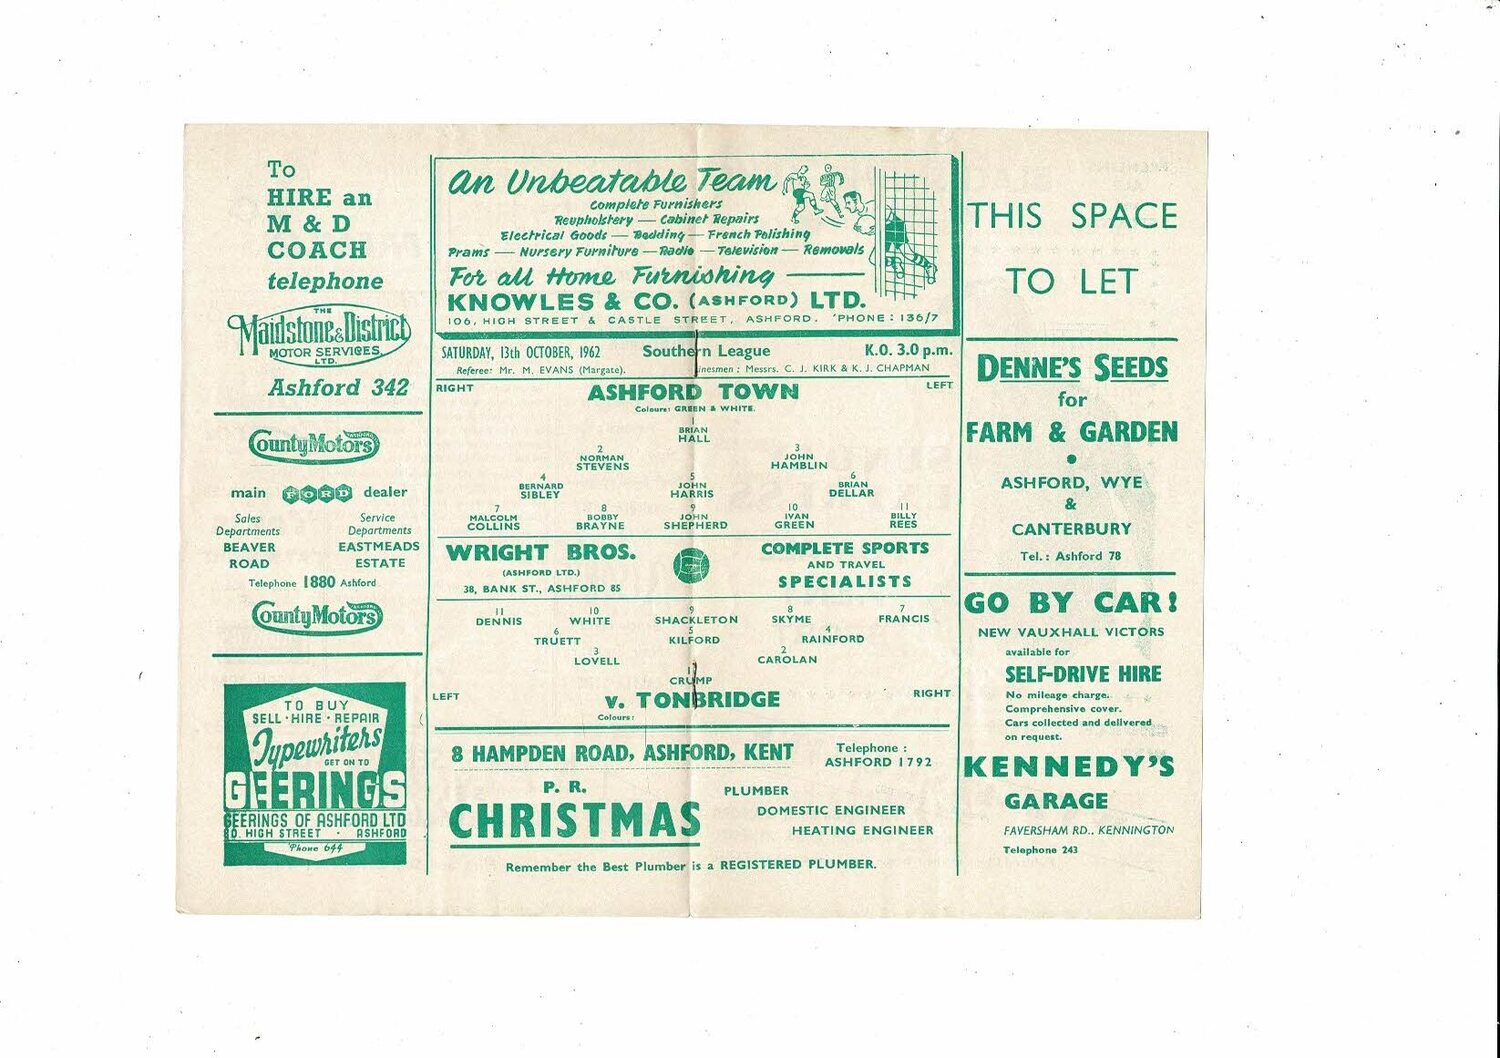 To
HIRE an
M & D
COACH
telephone
THE
Maidstone & District
MOTOR SERVICES
LTD.
Ashford 342
County Motors
main FORD dealer
Sales
Departments
BEAVER
ROAD
Service
Departments
EASTMEADS
ESTATE
Telephone 1880 Ashford
County Motors
TO BUY
SELL · HIRE · REPAIR
Typewriters
GET ON TO
GEERINGS
GEERINGS OF ASHFORD LTD
HIGH STREET · ASHFORD
'Phone 644
An Unbeatable Team
Complete Furnishers
Reupholstery — Cabinet Repairs
Electrical Goods — Bedding — French Polishing
Prams — Nursery Furniture — Radio — Television — Removals
For all Home Furnishing
KNOWLES & CO. (ASHFORD) LTD.
106, HIGH STREET & CASTLE STREET, ASHFORD. 'PHONE : 136/7
SATURDAY, 13th OCTOBER, 1962 Southern League K.O. 3.0 p.m.
Referee: Mr. M. EVANS (Margate). inesmen : Messrs. C. J. KIRK & K. J. CHAPMAN
RIGHT ASHFORD TOWN LEFT
Colours: GREEN & WHITE.
1
BRIAN
HALL
2 3
NORMAN JOHN
STEVENS HAMBLIN
4 5 6
BERNARD JOHN BRIAN
SIBLEY HARRIS DELLAR
7 8 9 10 11
MALCOLM BOBBY JOHN IVAN BILLY
COLLINS BRAYNE SHEPHERD GREEN REES
WRIGHT BROS.
(ASHFORD LTD.)
38, BANK ST., ASHFORD 85
COMPLETE SPORTS
AND TRAVEL
SPECIALISTS
11 10 9 8 7
DENNIS WHITE SHACKLETON SKYME FRANCIS
6 5 4
TRUETT KILFORD RAINFORD
3 2
LOVELL CAROLAN
1
CRUMP
LEFT v. TONBRIDGE RIGHT
Colours:
8 HAMPDEN ROAD, ASHFORD, KENT
Telephone :
ASHFORD 1792
P. R.
CHRISTMAS
PLUMBER
DOMESTIC ENGINEER
HEATING ENGINEER
Remember the Best Plumber is a REGISTERED PLUMBER.
THIS SPACE
TO LET
DENNE'S SEEDS
for
FARM & GARDEN
•
ASHFORD, WYE
&
CANTERBURY
Tel.: Ashford 78
GO BY CAR!
NEW VAUXHALL VICTORS
available for
SELF-DRIVE HIRE
No mileage charge.
Comprehensive cover.
Cars collected and delivered
on request.
KENNEDY'S
GARAGE
FAVERSHAM RD., KENNINGTON
Telephone 243